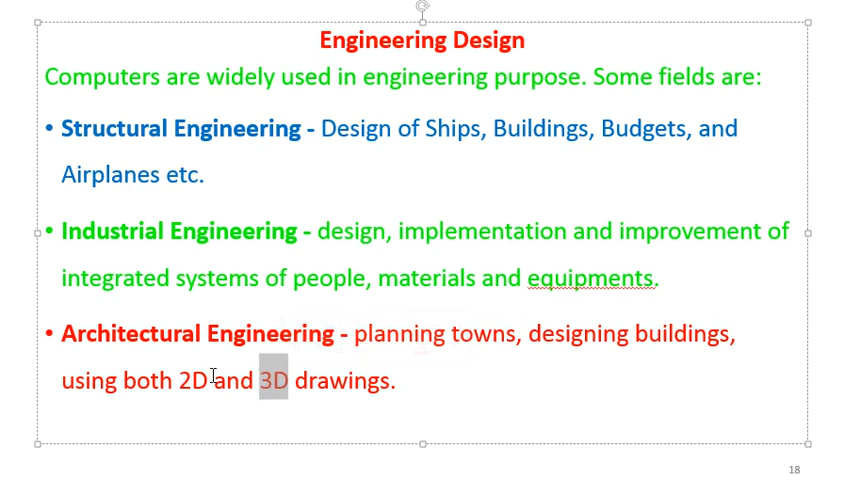 Engineering Design
Computers are widely used in engineering purpose. Some fields are:
• Structural Engineering - Design of Ships, Buildings, Budgets, and
Airplanes etc.
• Industrial Engineering - design, implementation and improvement of
integrated systems of people, materials and equipments.
• Architectural Engineering - planning towns, designing buildings,
using both 2D and 3D drawings.
18